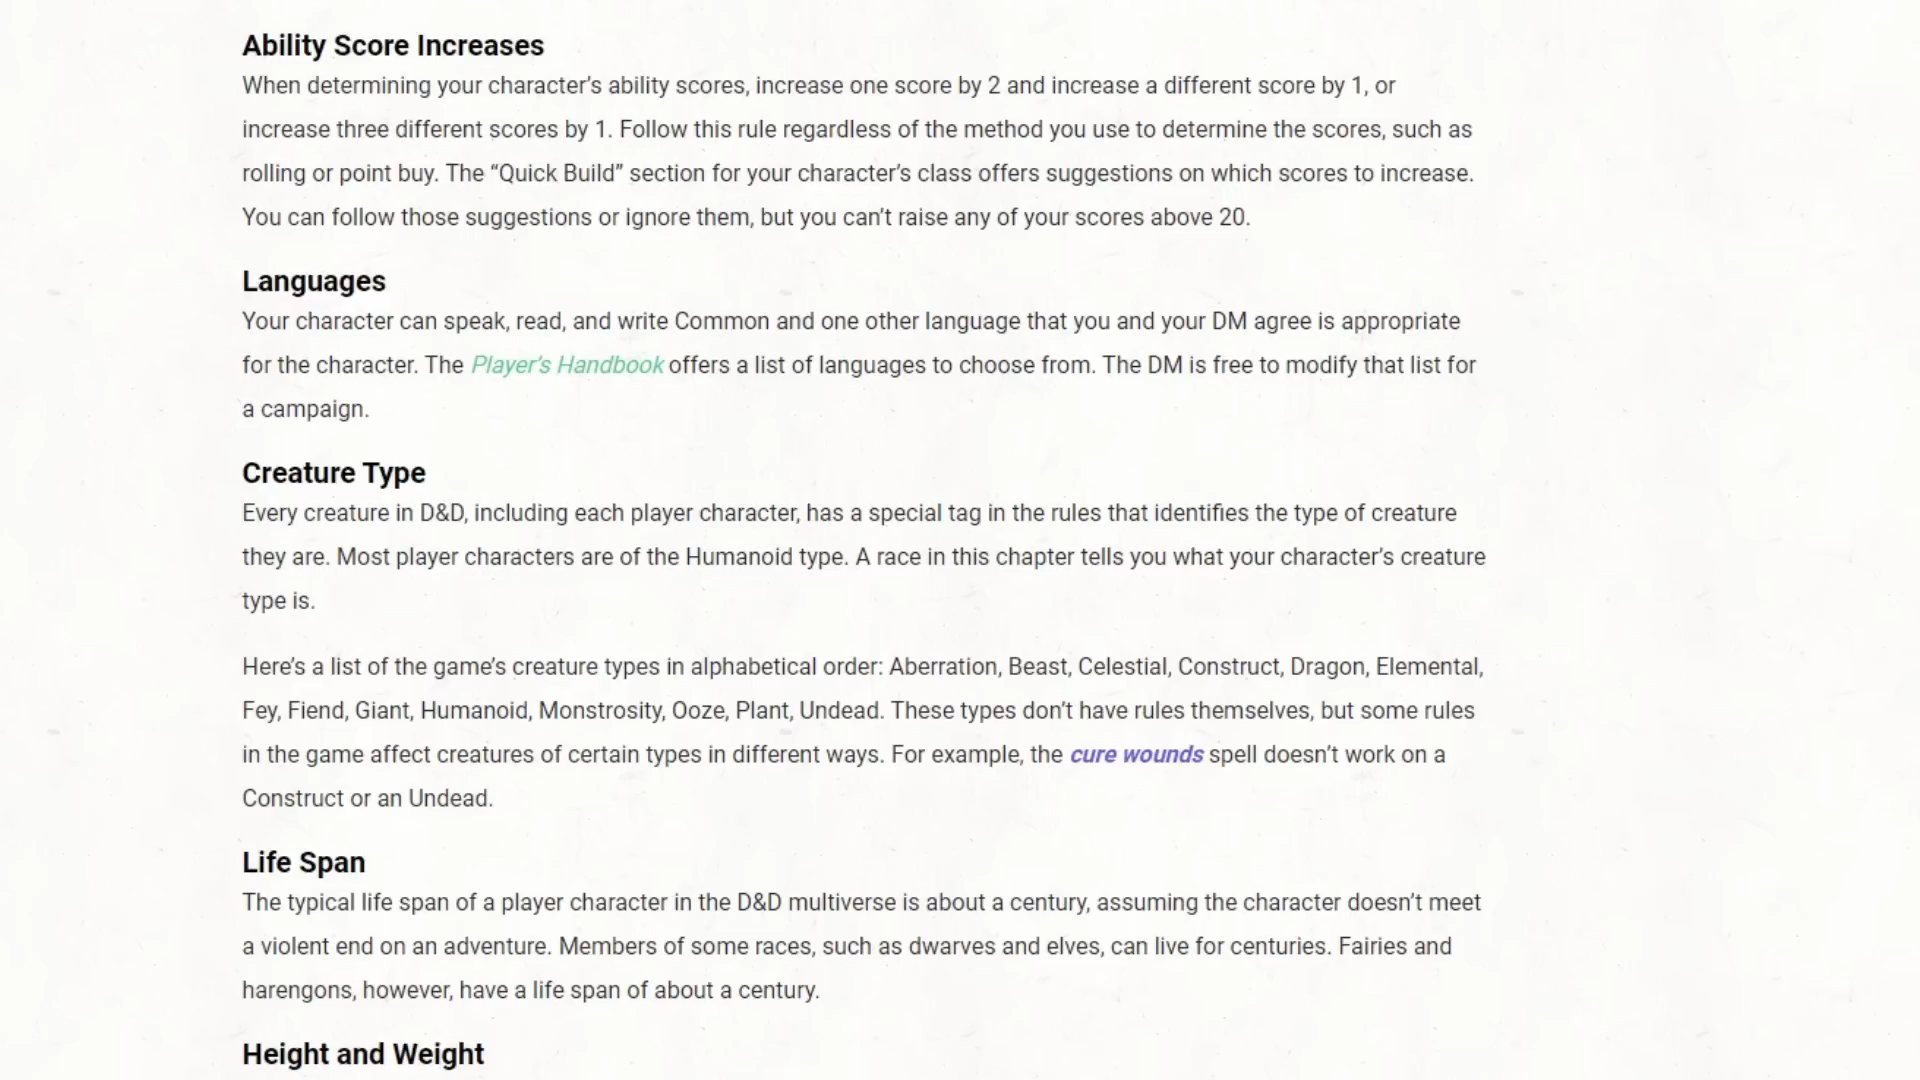 Ability Score Increases
When determining your character’s ability scores, increase one score by 2 and increase a different score by 1, or
increase three different scores by 1. Follow this rule regardless of the method you use to determine the scores, such as
rolling or point buy. The “Quick Build” section for your character’s class offers suggestions on which scores to increase.
You can follow those suggestions or ignore them, but you can’t raise any of your scores above 20.
Languages
Your character can speak, read, and write Common and one other language that you and your DM agree is appropriate
for the character. The Player’s Handbook offers a list of languages to choose from. The DM is free to modify that list for
a campaign.
Creature Type
Every creature in D&D, including each player character, has a special tag in the rules that identifies the type of creature
they are. Most player characters are of the Humanoid type. A race in this chapter tells you what your character’s creature
type is.
Here’s a list of the game’s creature types in alphabetical order: Aberration, Beast, Celestial, Construct, Dragon, Elemental,
Fey, Fiend, Giant, Humanoid, Monstrosity, Ooze, Plant, Undead. These types don’t have rules themselves, but some rules
in the game affect creatures of certain types in different ways. For example, the cure wounds spell doesn’t work on a
Construct or an Undead.
Life Span
The typical life span of a player character in the D&D multiverse is about a century, assuming the character doesn’t meet
a violent end on an adventure. Members of some races, such as dwarves and elves, can live for centuries. Fairies and
harengons, however, have a life span of about a century.
Height and Weight